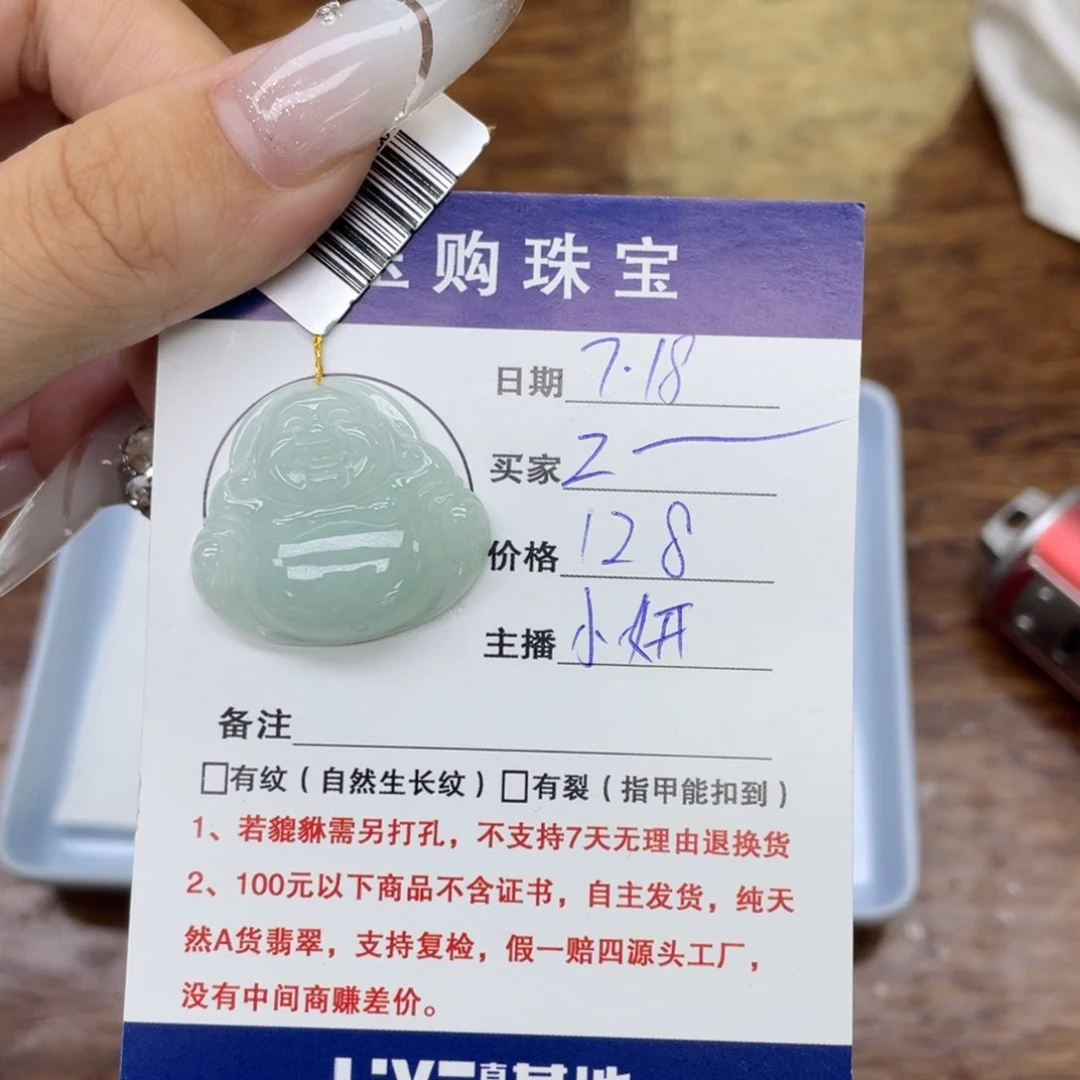 购珠宝
日期 7.18
买家 Z
价格 128
主播 小妍
备注
□有纹（自然生长纹）□有裂（指甲能扣到）
1、若貔貅需另打孔，不支持7天无理由退换货
2、100元以下商品不含证书，自主发货，纯天
然A货翡翠，支持复检，假一赔四源头工厂，
没有中间商赚差价。